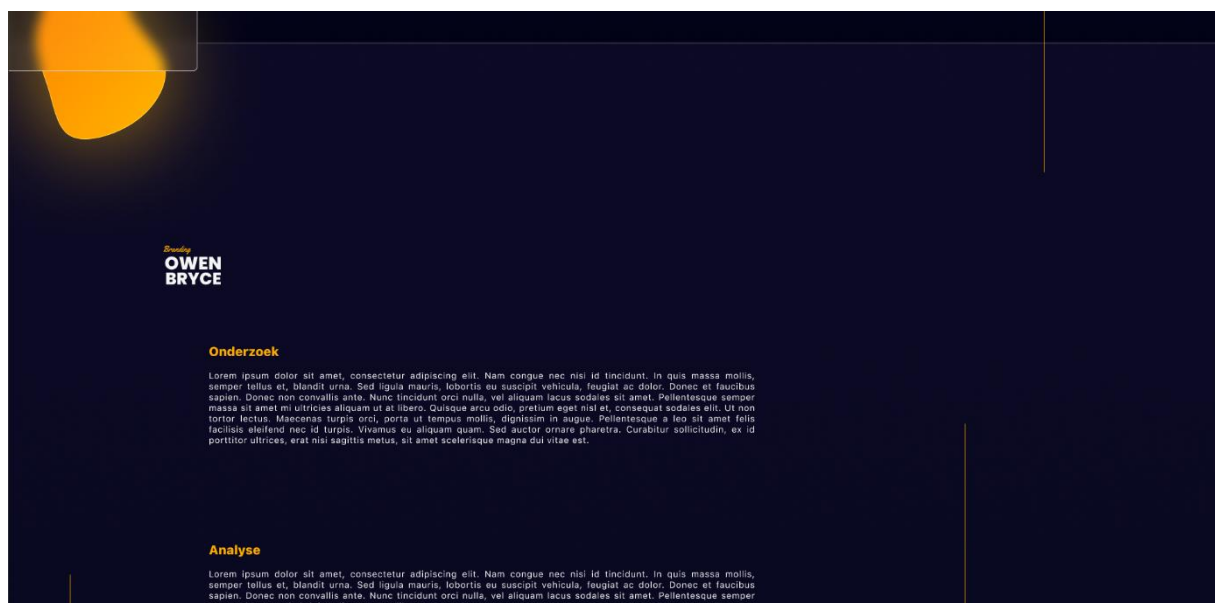 Branding
OWEN
BRYCE
Onderzoek
Lorem ipsum dolor sit amet, consectetur adipiscing elit. Nam congue nec nisi id tincidunt. In quis massa mollis,
semper tellus et, blandit urna. Sed ligula mauris, lobortis eu suscipit vehicula, feugiat ac dolor. Donec et faucibus
sapien. Donec non convallis ante. Nunc tincidunt orci nulla, vel aliquam lacus sodales sit amet. Pellentesque semper
massa sit amet mi ultricies aliquam ut at libero. Quisque arcu odio, pretium eget nisl et, consequat sodales elit. Ut non
tortor lectus. Maecenas turpis orci, porta ut tempus mollis, dignissim in augue. Pellentesque a leo sit amet felis
facilisis eleifend nec id turpis. Vivamus eu aliquam quam. Sed auctor ornare pharetra. Curabitur sollicitudin, ex id
porttitor ultrices, erat nisi sagittis metus, sit amet scelerisque magna dui vitae est.
Analyse
Lorem ipsum dolor sit amet, consectetur adipiscing elit. Nam congue nec nisi id tincidunt. In quis massa mollis,
semper tellus et, blandit urna. Sed ligula mauris, lobortis eu suscipit vehicula, feugiat ac dolor. Donec et faucibus
sapien. Donec non convallis ante. Nunc tincidunt orci nulla, vel aliquam lacus sodales sit amet. Pellentesque semper